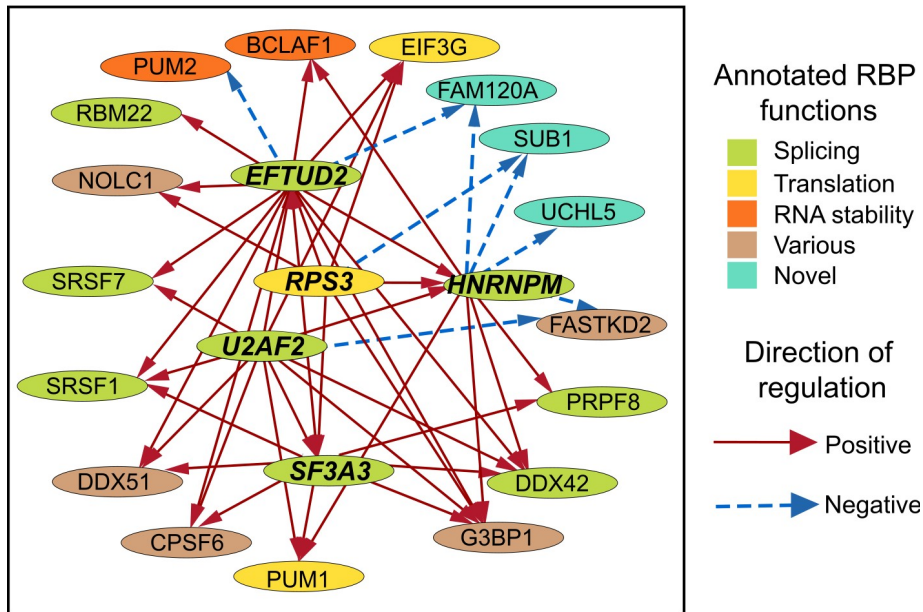 BCLAF1
EIF3G
PUM2
FAM120A
RBM22
SUB1
EFTUD2
NOLC1
UCHL5
SRSF7
RPS3
HNRNPM
FASTKD2
U2AF2
SRSF1
PRPF8
SF3A3
DDX51
DDX42
CPSF6
G3BP1
PUM1
Annotated RBP
functions
Splicing
Translation
RNA stability
Various
Novel
Direction of
regulation
Positive
Negative